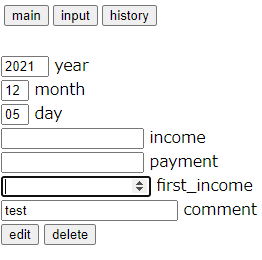 main input history
2021 year
12 month
05 day
income
payment
first_income
test comment
edit delete